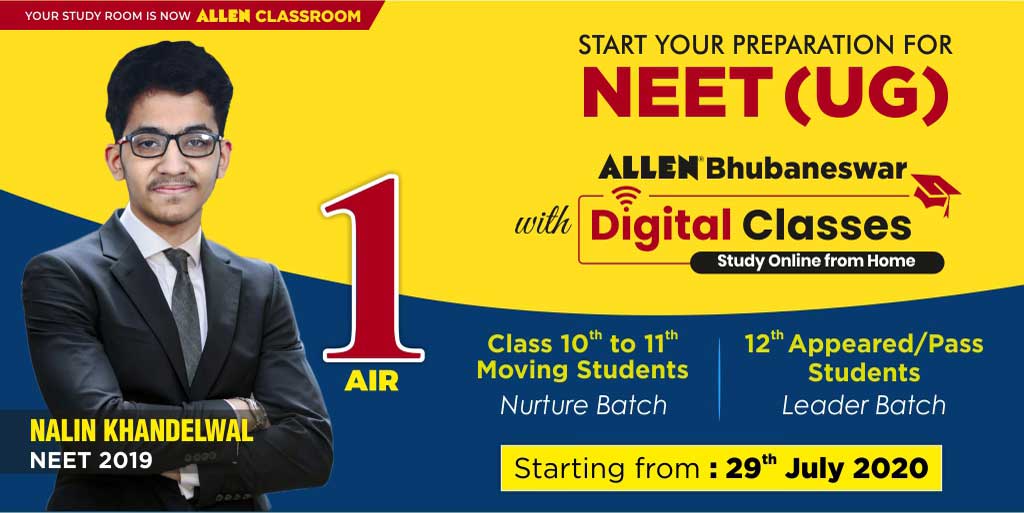 YOUR STUDY ROOM IS NOW ALLEN CLASSROOM
START YOUR PREPARATION FOR
NEET (UG)
ALLEN® Bhubaneswar
with Digital Classes
Study Online from Home
1
AIR
NALIN KHANDELWAL
NEET 2019
Class 10th to 11th
Moving Students
Nurture Batch
12th Appeared/Pass
Students
Leader Batch
Starting from : 29th July 2020